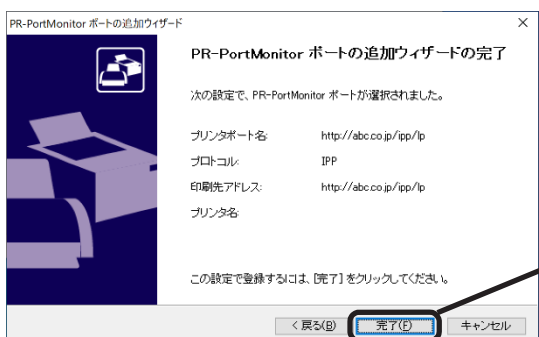 PR-PortMonitor ポートの追加ウィザード
PR-PortMonitor ポートの追加ウィザードの完了
次の設定で、PR-PortMonitor ポートが選択されました。
プリンタポート名: http://abc.co.jp/ipp/lp
プロトコル: IPP
印刷先アドレス: http://abc.co.jp/ipp/lp
プリンタ名:
この設定で登録するには、[完了] をクリックしてください。
< 戻る(B) 完了(F) キャンセル